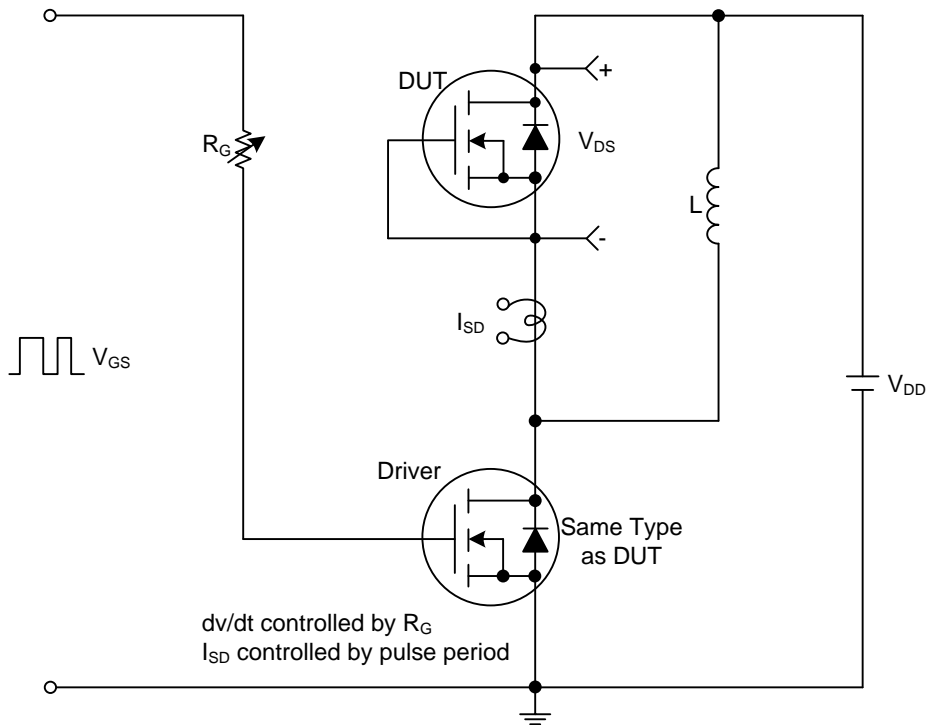 +
DUT
R_G
V_DS
L
-
I_SD
V_GS
V_DD
Driver
Same Type
as DUT
dv/dt controlled by R_G
I_SD controlled by pulse period